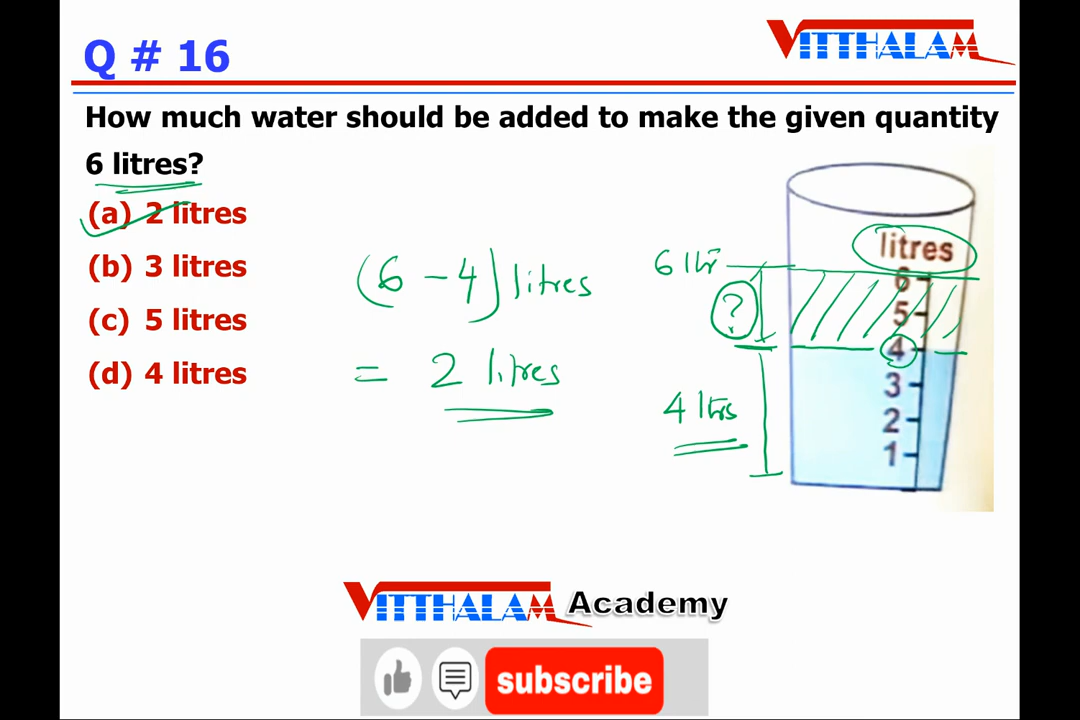 Q # 16
VITTHALAM
How much water should be added to make the given quantity
6 litres?
(a) 2 litres
(b) 3 litres
(c) 5 litres
(d) 4 litres
(6 - 4) litres
= 2 litres
6 ltr
?
4 ltrs
litres
6
5
4
3
2
1
VITTHALAM Academy
subscribe